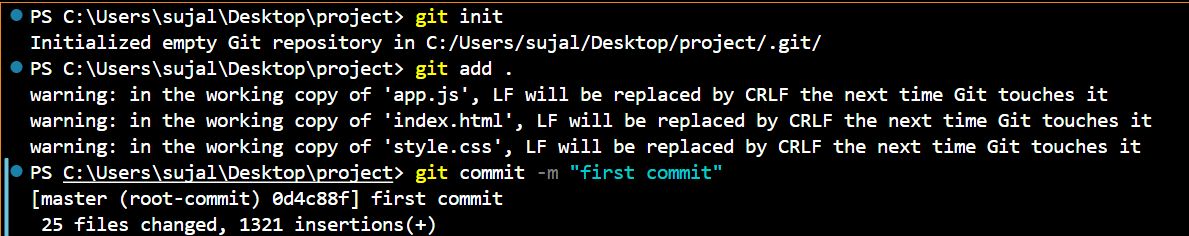 PS C:\Users\sujal\Desktop\project> git init
Initialized empty Git repository in C:/Users/sujal/Desktop/project/.git/
PS C:\Users\sujal\Desktop\project> git add .
warning: in the working copy of 'app.js', LF will be replaced by CRLF the next time Git touches it
warning: in the working copy of 'index.html', LF will be replaced by CRLF the next time Git touches it
warning: in the working copy of 'style.css', LF will be replaced by CRLF the next time Git touches it
PS C:\Users\sujal\Desktop\project> git commit -m "first commit"
[master (root-commit) 0d4c88f] first commit
 25 files changed, 1321 insertions(+)